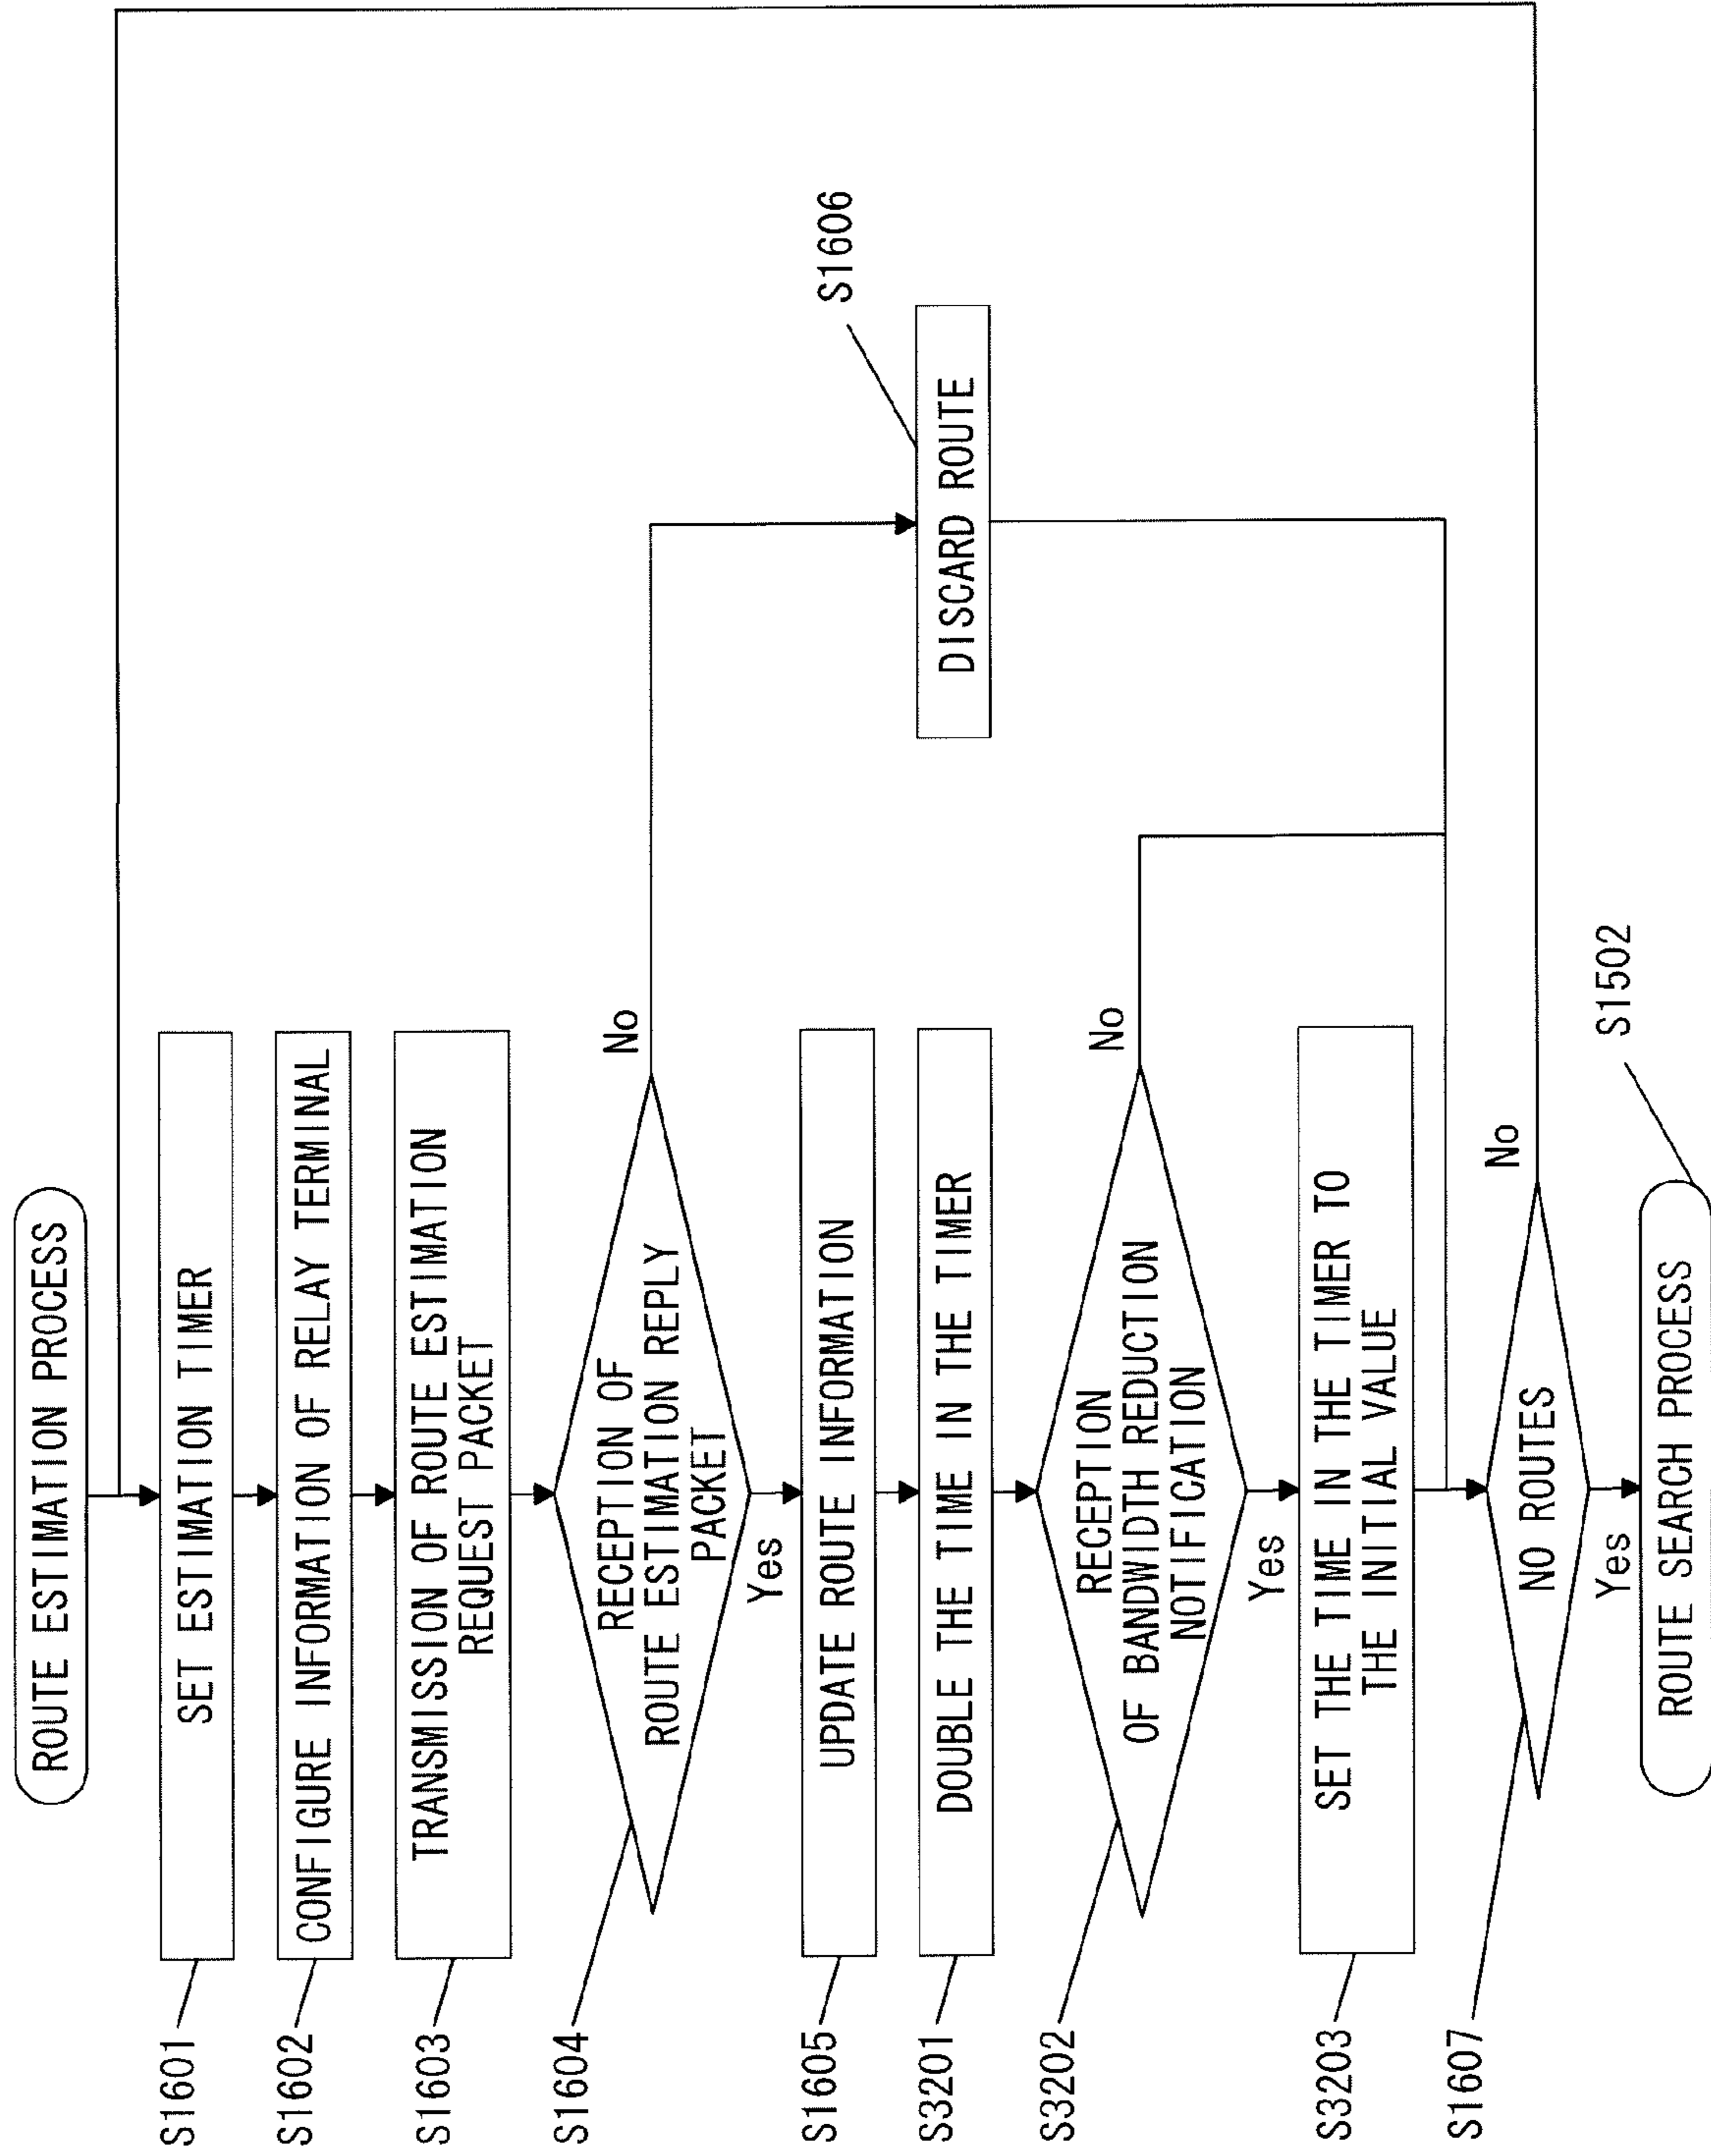 ROUTE ESTIMATION PROCESS
S1601
SET ESTIMATION TIMER
S1602
CONFIGURE INFORMATION OF RELAY TERMINAL
S1603
TRANSMISSION OF ROUTE ESTIMATION
REQUEST PACKET
S1604
RECEPTION OF
ROUTE ESTIMATION REPLY
PACKET
No
Yes
S1606
DISCARD ROUTE
S1605
UPDATE ROUTE INFORMATION
S3201
DOUBLE THE TIME IN THE TIMER
S3202
RECEPTION
OF BANDWIDTH REDUCTION
NOTIFICATION
No
Yes
S3203
SET THE TIME IN THE TIMER TO
THE INITIAL VALUE
S1607
NO ROUTES
No
Yes
S1502
ROUTE SEARCH PROCESS